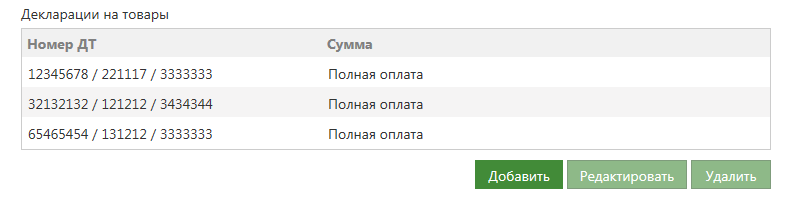 Декларации на товары
Номер ДТ Сумма
12345678 / 221117 / 3333333 Полная оплата
32132132 / 121212 / 3434344 Полная оплата
65465454 / 131212 / 3333333 Полная оплата
Добавить Редактировать Удалить